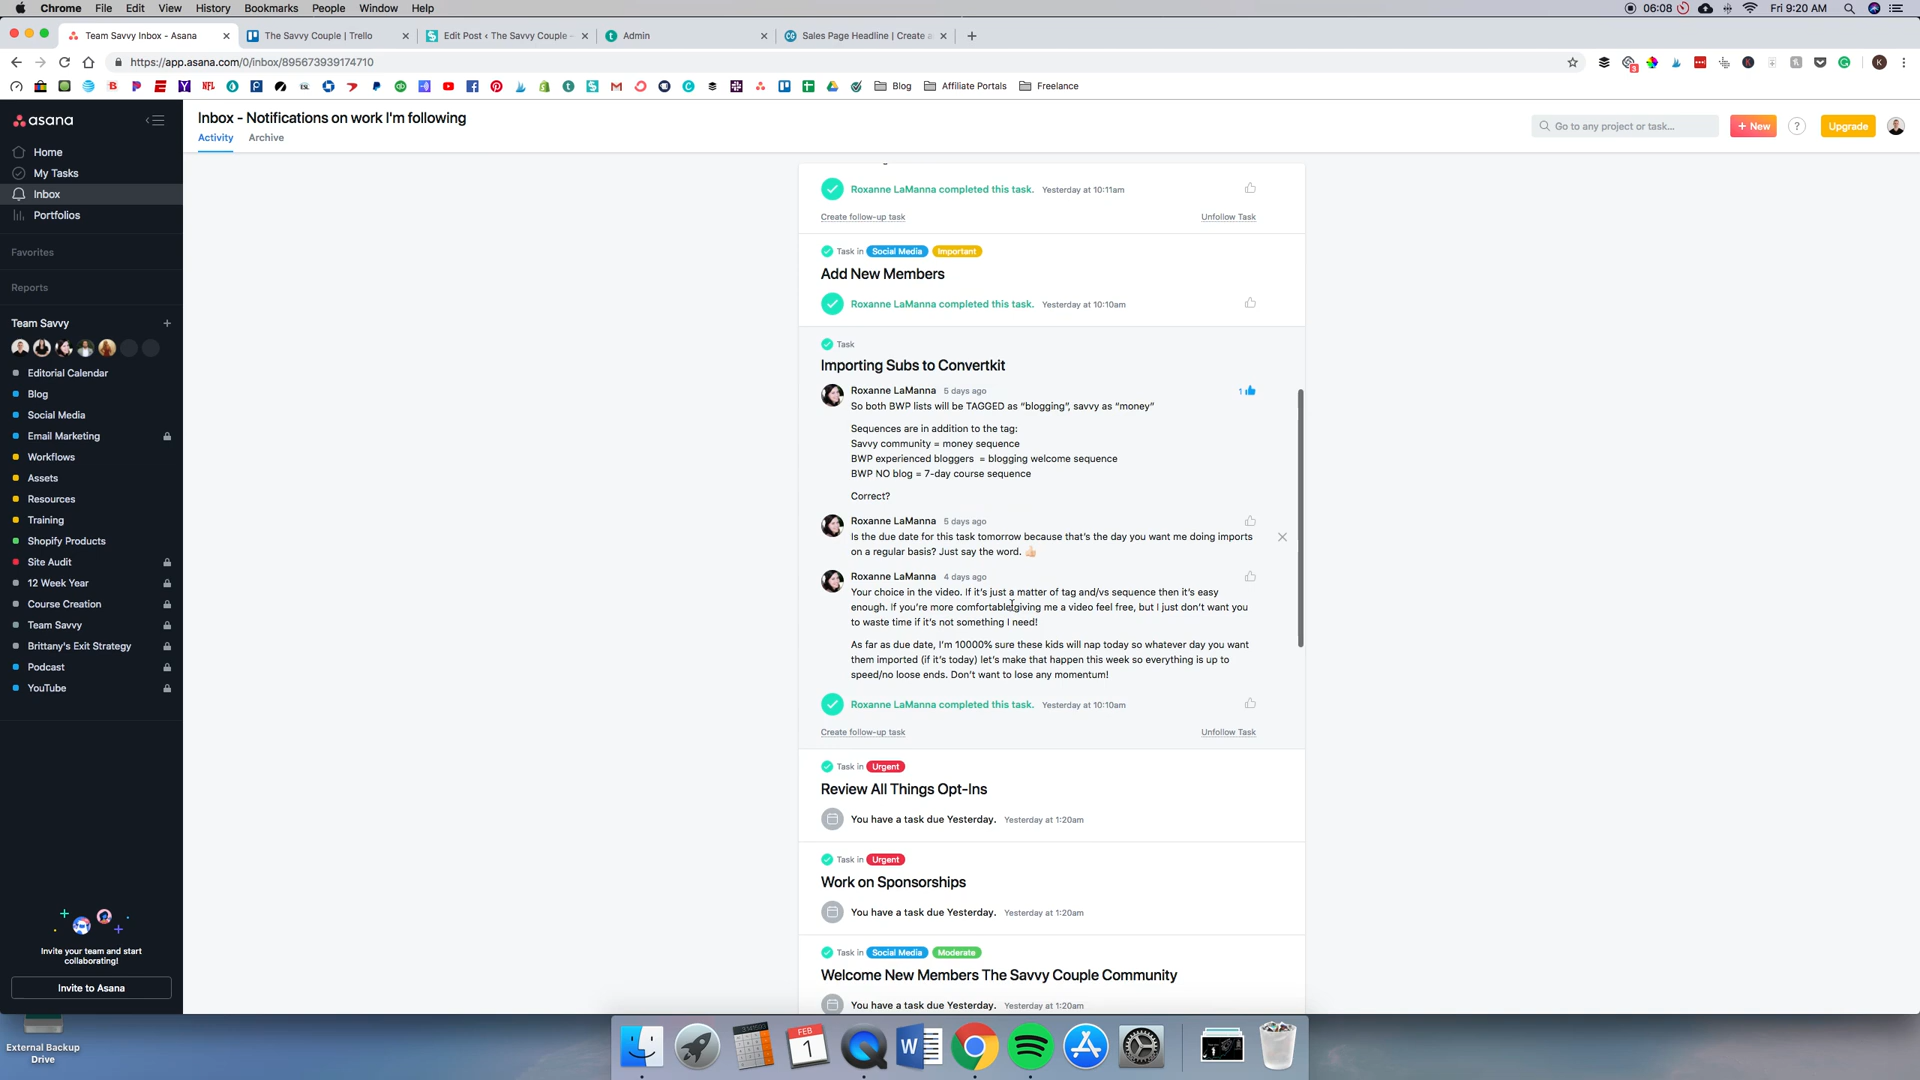 Chrome File Edit View History Bookmarks People Window Help 06:08 Fri 9:20 AM
Team Savvy Inbox - Asana
The Savvy Couple | Trello
Edit Post ‹ The Savvy Couple -
Admin
Sales Page Headline | Create a
https://app.asana.com/0/inbox/895673939174710
Blog Affiliate Portals Freelance
asana
Home
My Tasks
Inbox
Portfolios
Favorites
Reports
Team Savvy
Editorial Calendar
Blog
Social Media
Email Marketing
Workflows
Assets
Resources
Training
Shopify Products
Site Audit
12 Week Year
Course Creation
Team Savvy
Brittany's Exit Strategy
Podcast
YouTube
Invite your team and start
collaborating!
Invite to Asana
Inbox - Notifications on work I'm following
Activity Archive
Go to any project or task...
+ New
?
Upgrade
Roxanne LaManna completed this task. Yesterday at 10:11am
Create follow-up task Unfollow Task
Task in Social Media Important
Add New Members
Roxanne LaManna completed this task. Yesterday at 10:10am
Task
Importing Subs to Convertkit
Roxanne LaManna 5 days ago 1
So both BWP lists will be TAGGED as "blogging", savvy as "money"
Sequences are in addition to the tag:
Savvy community = money sequence
BWP experienced bloggers = blogging welcome sequence
BWP NO blog = 7-day course sequence
Correct?
Roxanne LaManna 5 days ago
Is the due date for this task tomorrow because that's the day you want me doing imports
on a regular basis? Just say the word. 👍🏻
Roxanne LaManna 4 days ago
Your choice in the video. If it's just a matter of tag and/vs sequence then it's easy
enough. If you're more comfortable giving me a video feel free, but I just don't want you
to waste time if it's not something I need!
As far as due date, I'm 10000% sure these kids will nap today so whatever day you want
them imported (if it's today) let's make that happen this week so everything is up to
speed/no loose ends. Don't want to lose any momentum!
Roxanne LaManna completed this task. Yesterday at 10:10am
Create follow-up task Unfollow Task
Task in Urgent
Review All Things Opt-Ins
You have a task due Yesterday. Yesterday at 1:20am
Task in Urgent
Work on Sponsorships
You have a task due Yesterday. Yesterday at 1:20am
Task in Social Media Moderate
Welcome New Members The Savvy Couple Community
You have a task due Yesterday. Yesterday at 1:20am
External Backup
Drive
FEB
1